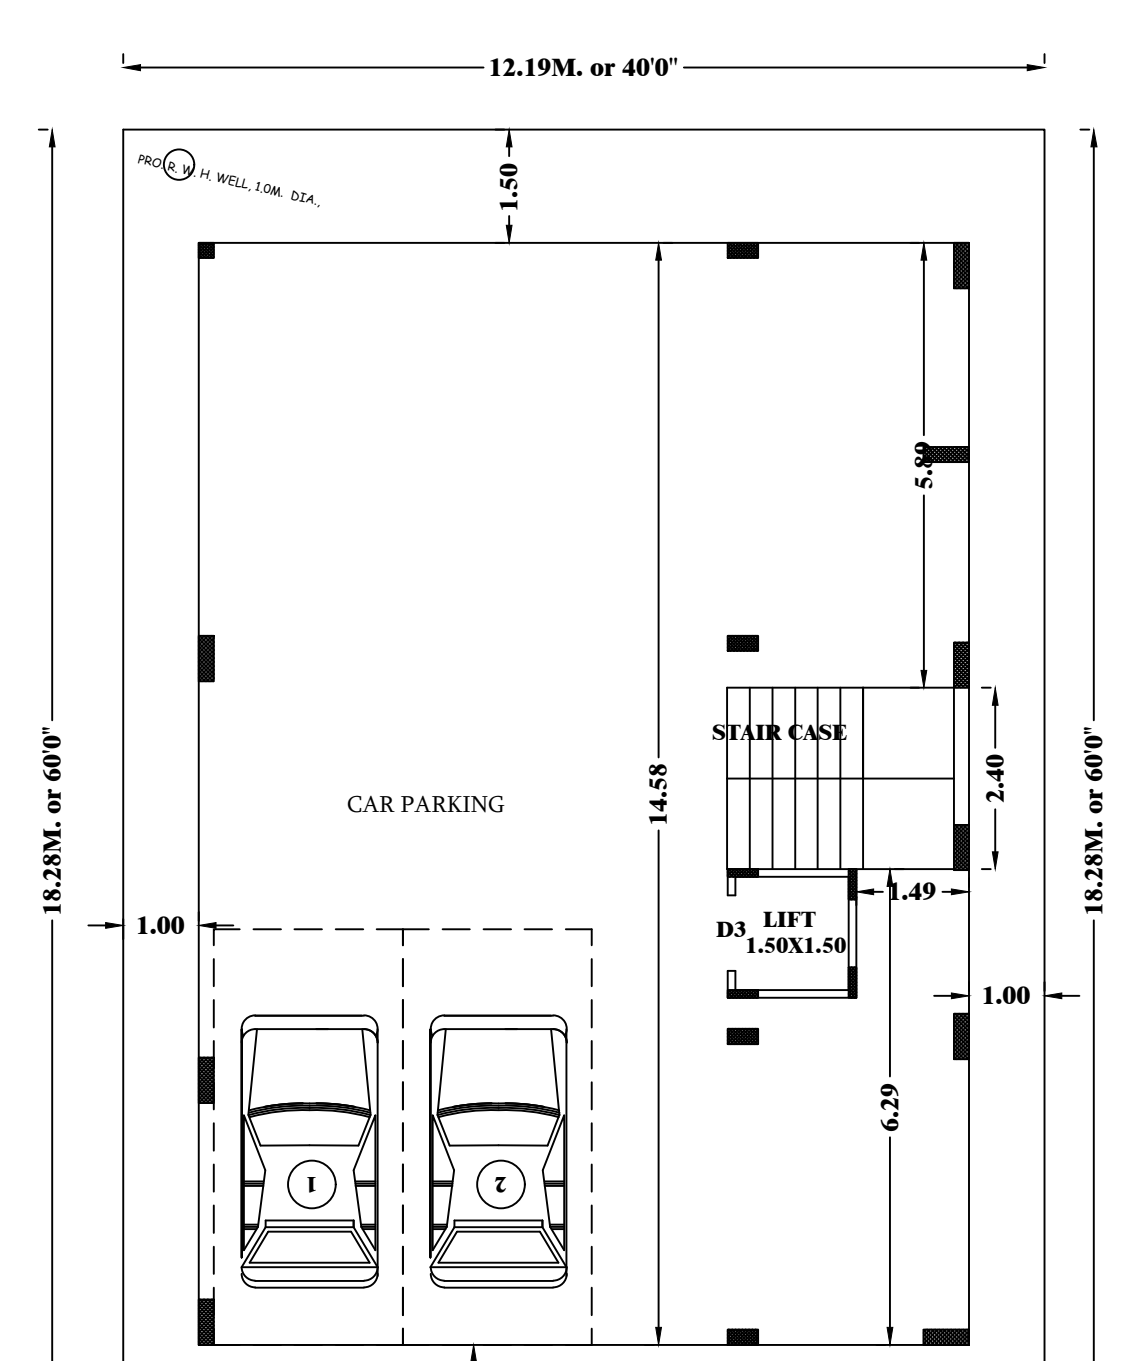 12.19M. or 40'0"
PRO. R. W. H. WELL, 1.0M. DIA.,
1.50
5.89
18.28M. or 60'0"
14.58
STAIR CASE
2.40
18.28M. or 60'0"
CAR PARKING
1.49
1.00
D3
LIFT
1.50X1.50
1.00
6.29
1
2